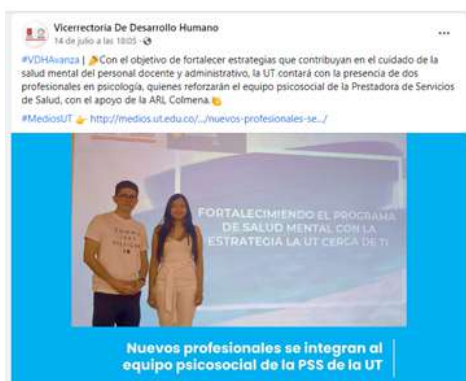 Vicerrectoria De Desarrollo Humano
14 de julio a las 18:05
#VDHAvanza | Con el objetivo de fortalecer estrategias que contribuyan en el cuidado de la
salud mental del personal docente y administrativo, la UT contará con la presencia de dos
profesionales en psicología, quienes reforzarán el equipo psicosocial de la Prestadora de Servicios
de Salud, con el apoyo de la ARL Colmena.
#MediosUT http://medios.ut.edu.co/.../nuevos-profesionales-se.../
FORTALECIMIENDO EL PROGRAMA
DE SALUD MENTAL CON LA
ESTRATEGIA LA UT CERCA DE TI
TOMMY
Nuevos profesionales se integran al
equipo psicosocial de la PSS de la UT